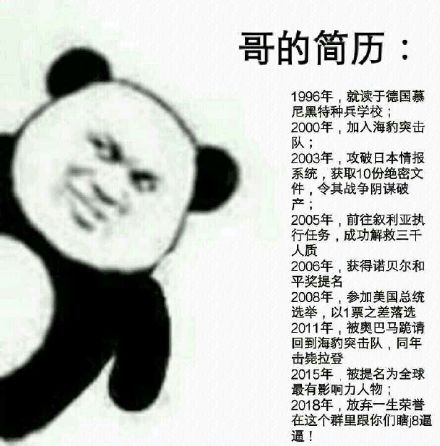 哥的简历：
1996年，就读于德国慕
尼黑特种兵学校；
2000年，加入海豹突击
队；
2003年，攻破日本情报
系统，获取10份绝密文
件，令其战争阴谋破
产；
2005年，前往叙利亚执
行任务，成功解救三千
人质
2006年，获得诺贝尔和
平奖提名
2008年，参加美国总统
选举，以1票之差落选
2011年，被奥巴马跪请
回到海豹突击队，同年
击毙拉登
2015年，被提名为全球
最有影响力人物；
2018年，放弃一生荣誉
在这个群里跟你们瞎j8逼
逼！